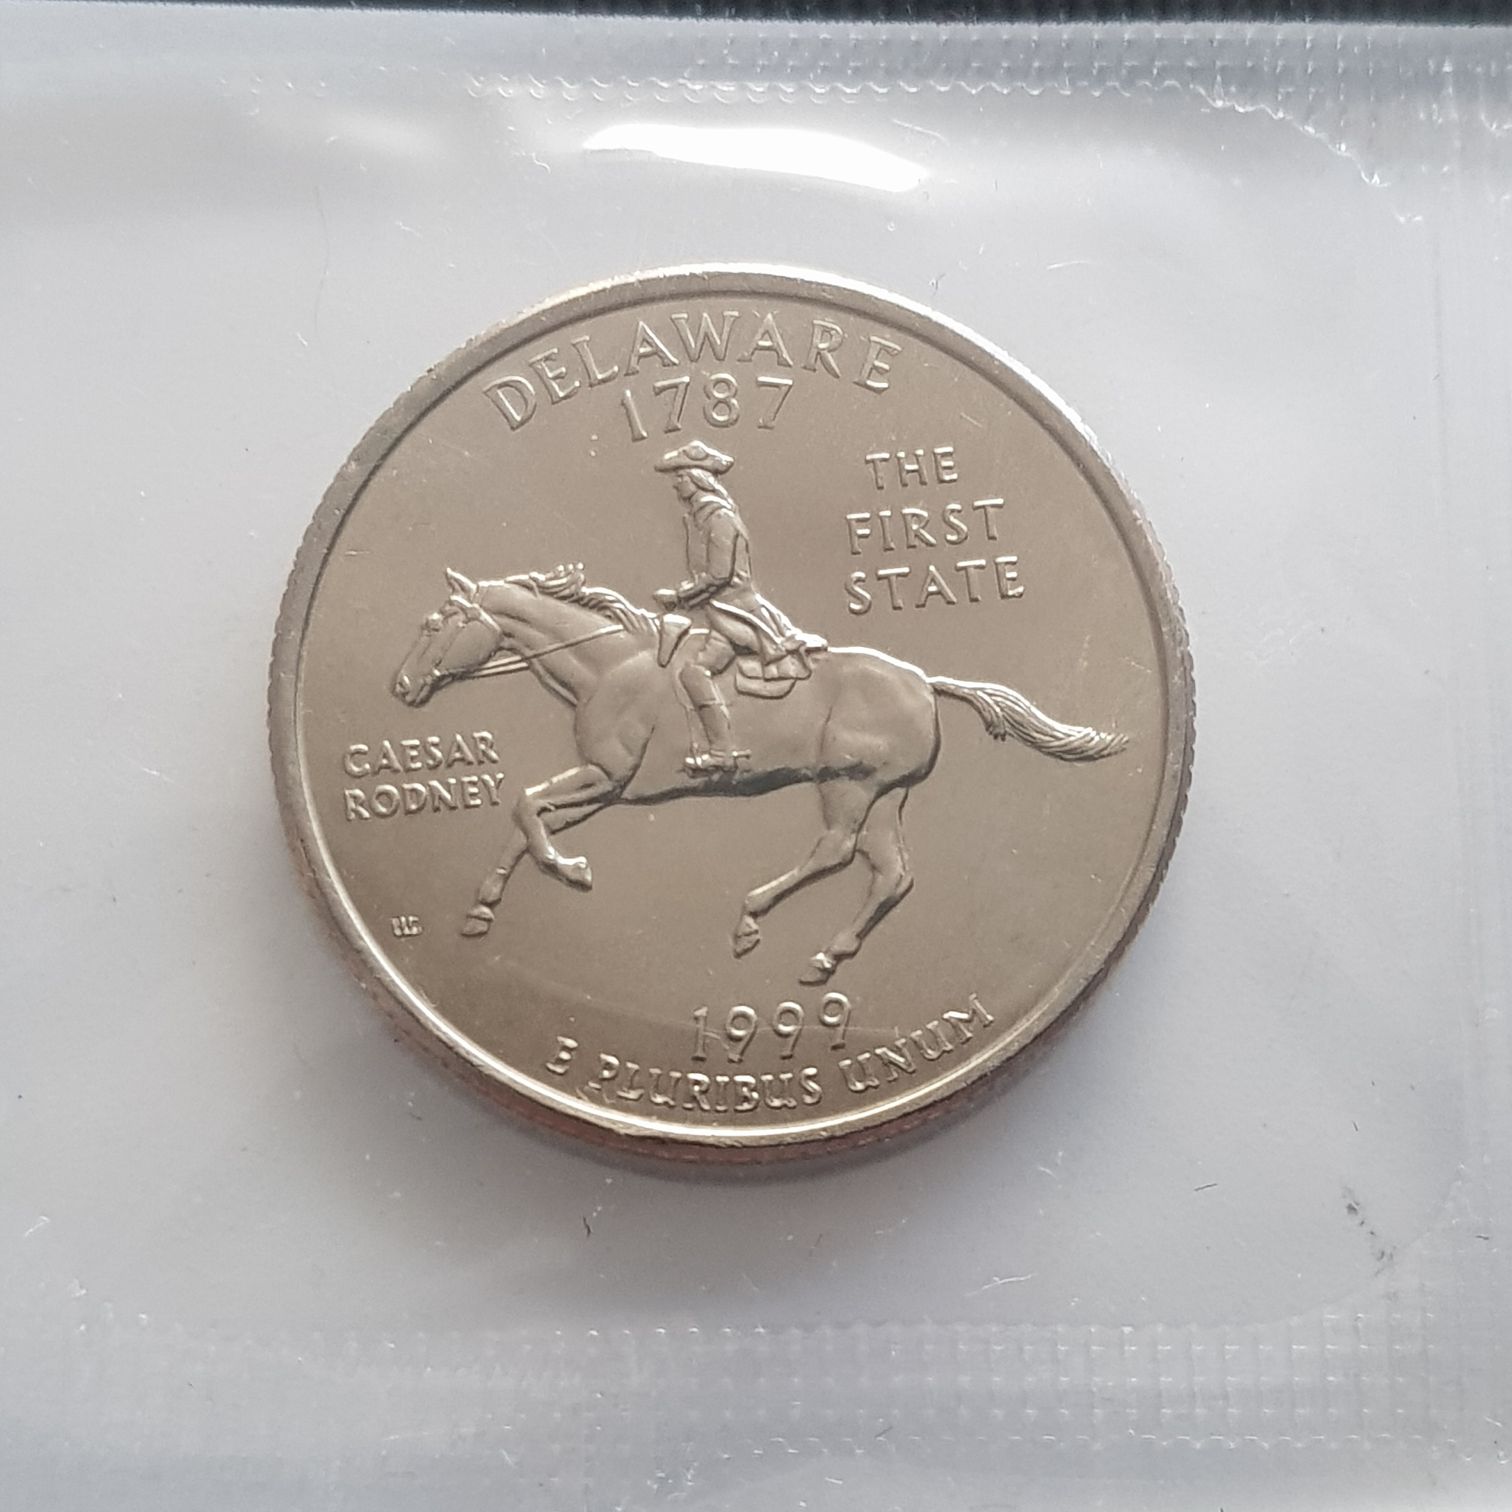 DELAWARE
1787
THE
FIRST
STATE
CAESAR
RODNEY
1999
E PLURIBUS UNUM